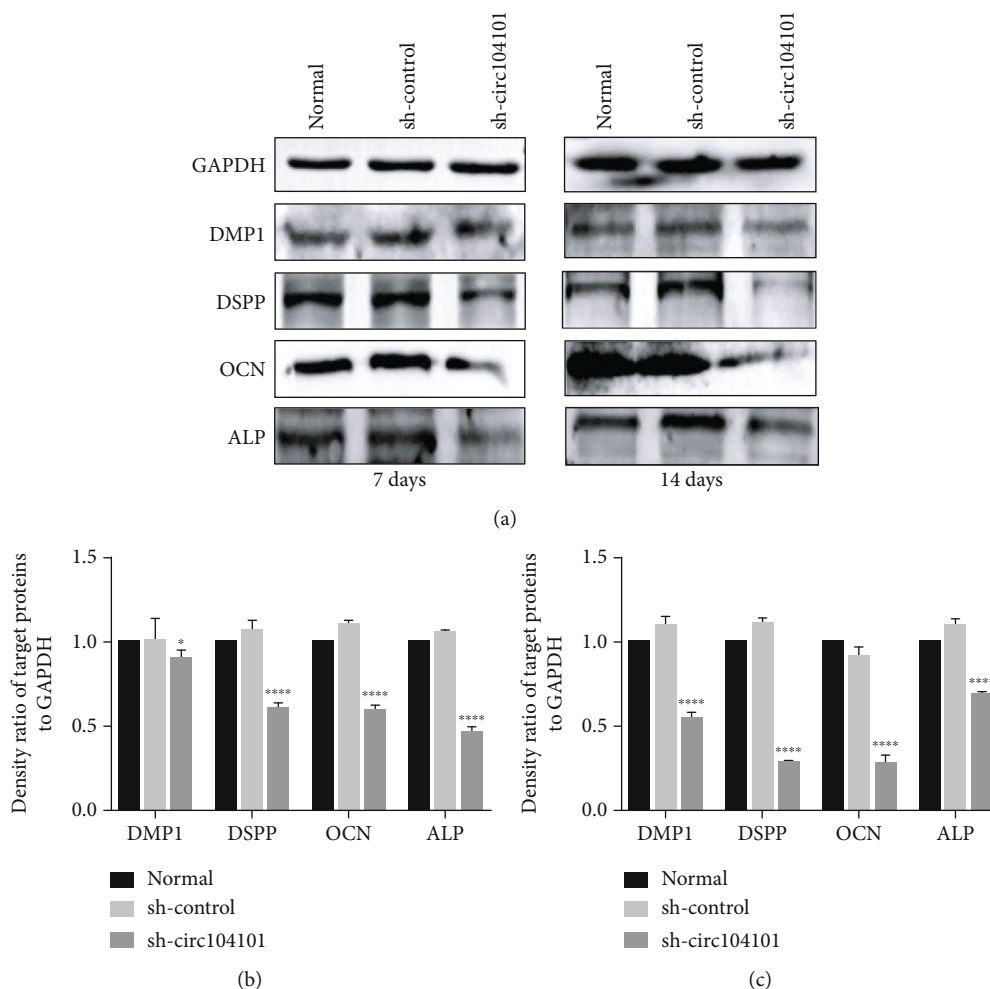 Normal
sh-control
sh-circ104101
Normal
sh-control
sh-circ104101
GAPDH
DMP1
DSPP
OCN
ALP
7 days
14 days
(a)
Density ratio of target proteins
to GAPDH
1.5
1.0
0.5
0.0
*
****
****
****
DMP1
DSPP
OCN
ALP
Normal
sh-control
sh-circ104101
(b)
Density ratio of target proteins
to GAPDH
1.5
1.0
0.5
0.0
****
****
****
****
DMP1
DSPP
OCN
ALP
Normal
sh-control
sh-circ104101
(c)